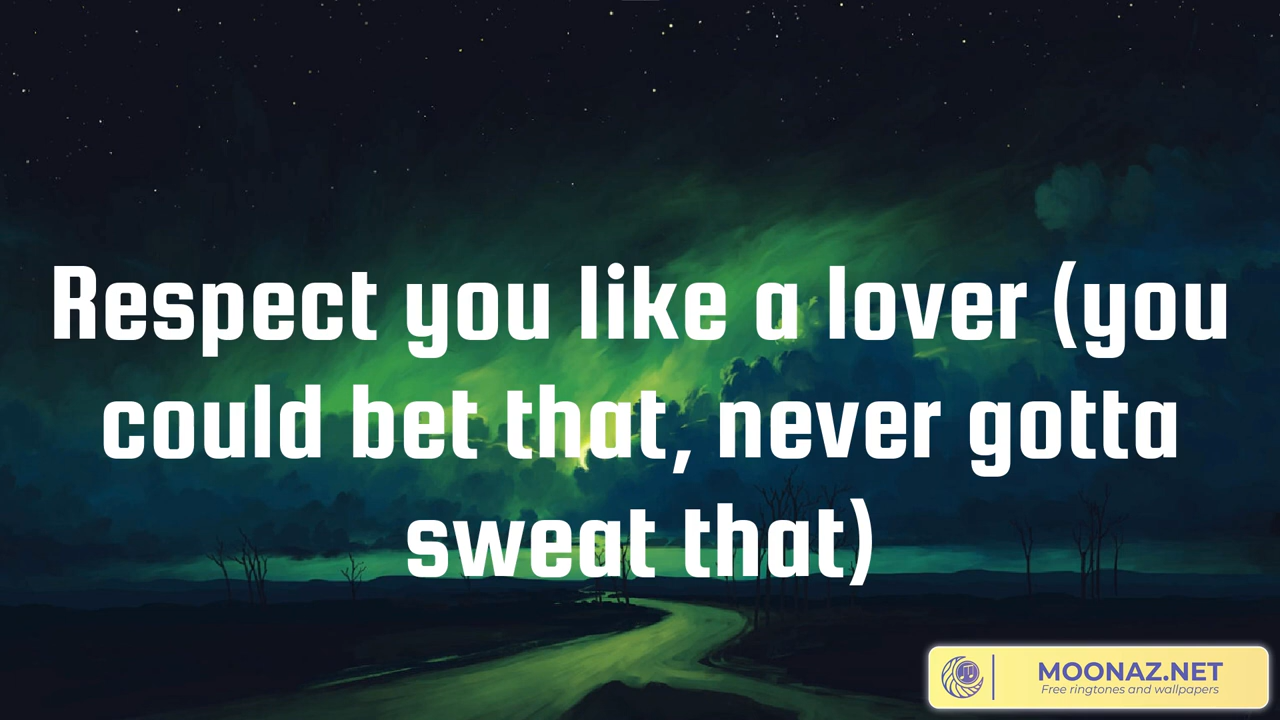 Respect you like a lover (you
could bet that, never gotta
sweat that)
MOONAZ.NET
Free ringtones and wallpapers